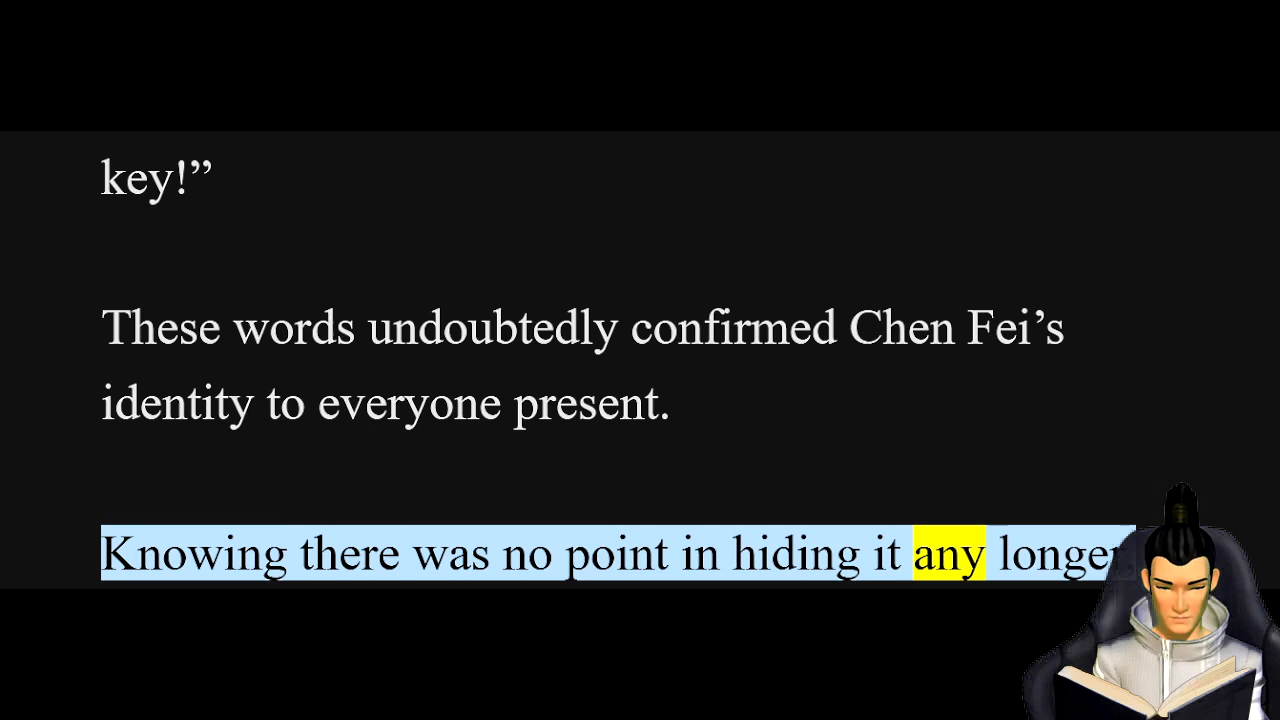 key!”
These words undoubtedly confirmed Chen Fei’s
identity to everyone present.
Knowing there was no point in hiding it any longer.